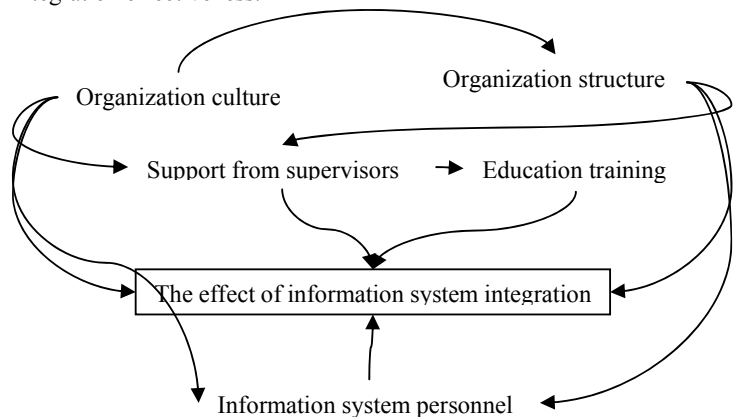 Organization culture
Organization structure
Support from supervisors
Education training
The effect of information system integration
Information system personnel